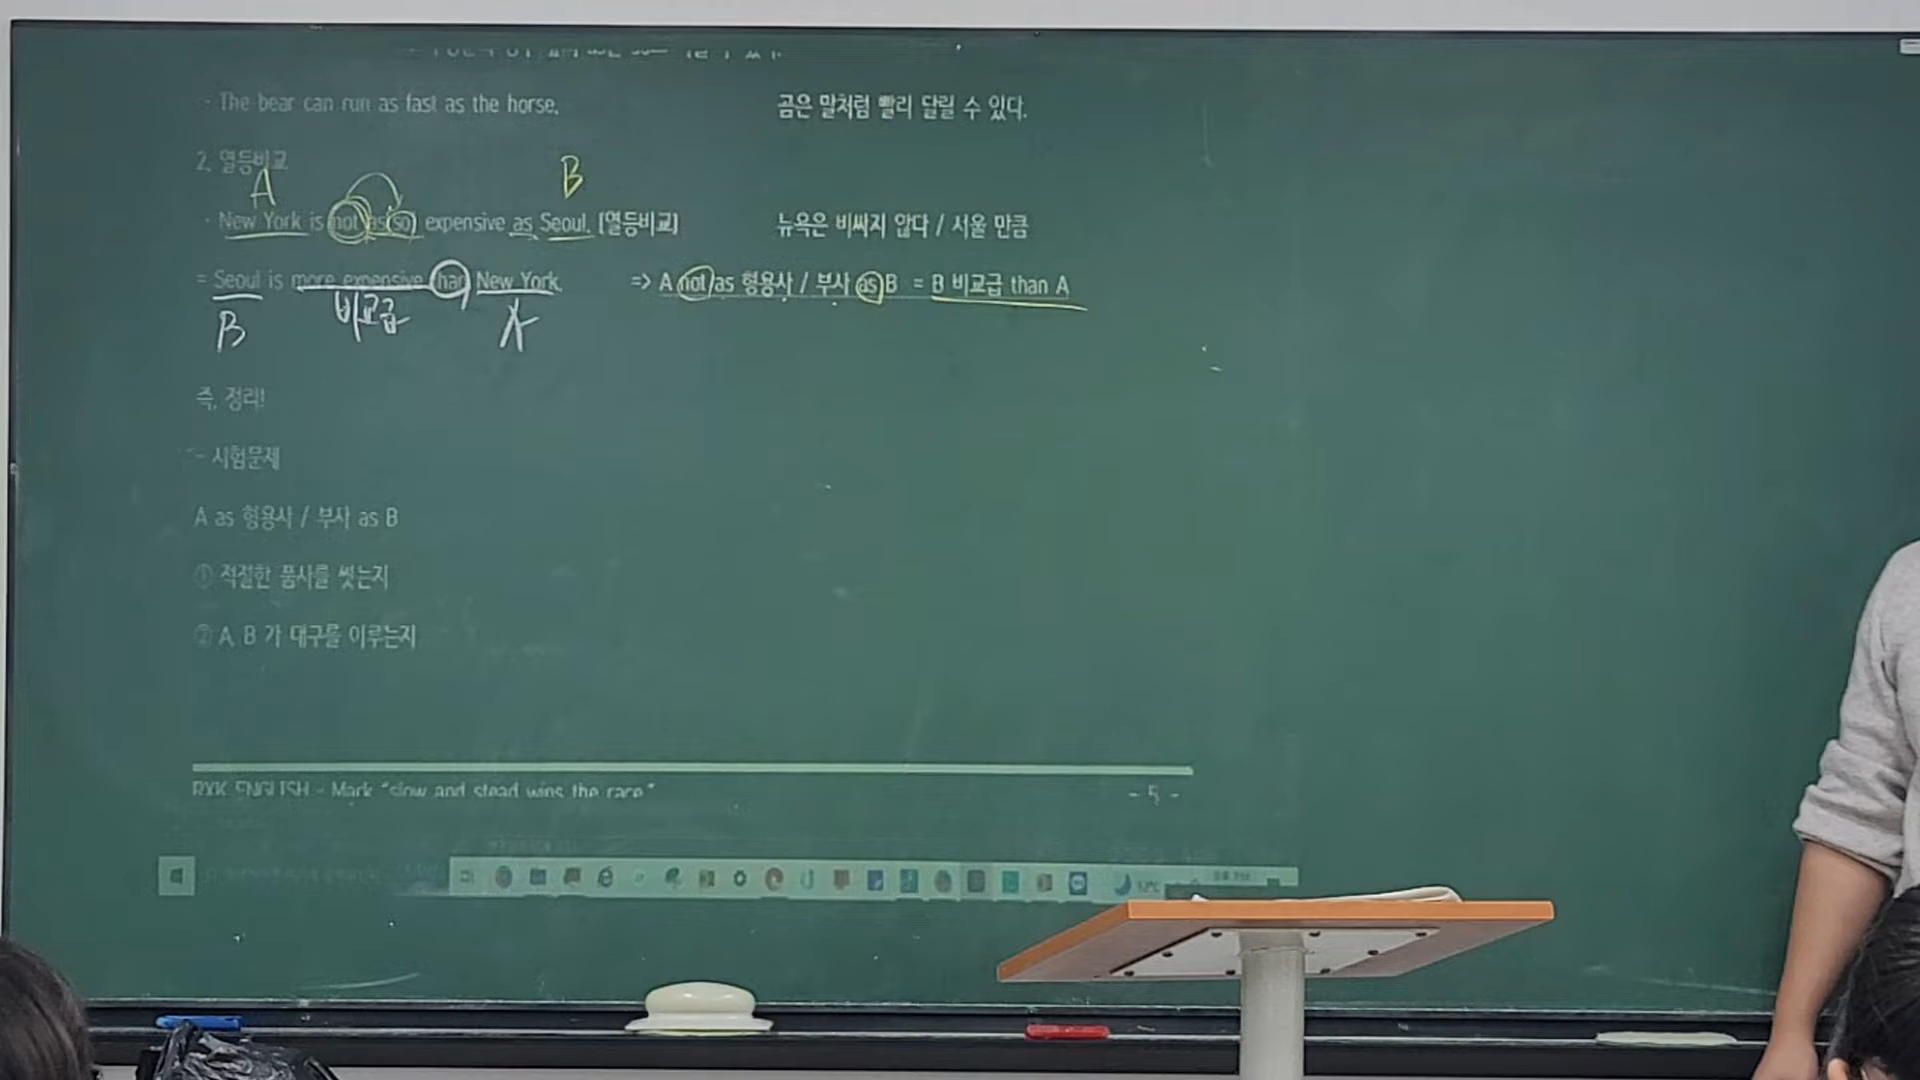 · The bear can run as fast as the horse. 곰은 말처럼 빨리 달릴 수 있다.
2. 열등비교
A B
· New York is not as(so) expensive as Seoul. [열등비교] 뉴욕은 비싸지 않다 / 서울 만큼
= Seoul is more expensive than New York. => A not as 형용사 / 부사 as B = B 비교급 than A
B 비교급 A
즉, 정리!
- 시험문제
A as 형용사 / 부사 as B
① 적절한 품사를 썻는지
② A, B 가 대구를 이루는지
RYK ENGLISH - Mark "slow and stead wins the race"
- 5 -
12°C